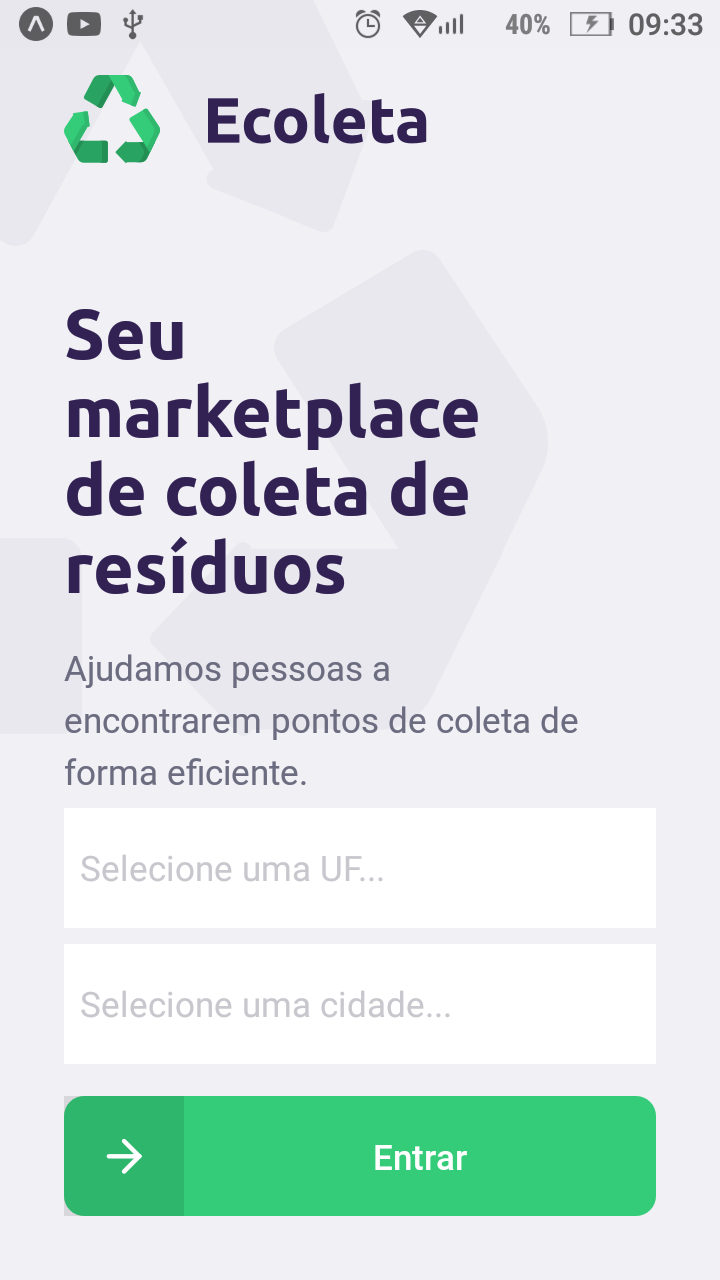 40% 09:33
Ecoleta
Seu
marketplace
de coleta de
resíduos
Ajudamos pessoas a
encontrarem pontos de coleta de
forma eficiente.
Selecione uma UF...
Selecione uma cidade...
Entrar